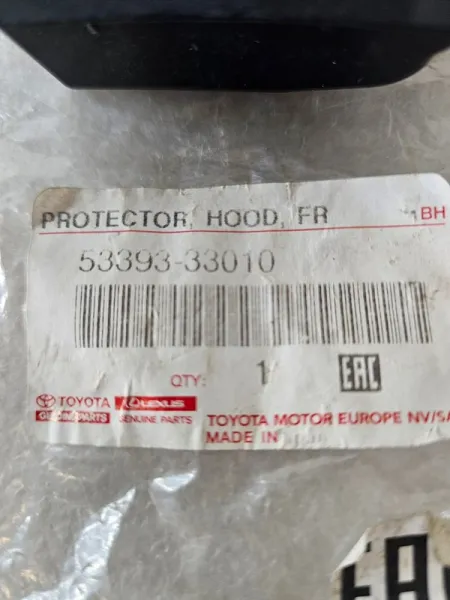 PROTECTOR, HOOD, FR 1BH
53393-33010
QTY: 1 EAC
TOYOTA LEXUS
GENUINE PARTS GENUINE PARTS
TOYOTA MOTOR EUROPE NV/SA
MADE IN
EAC